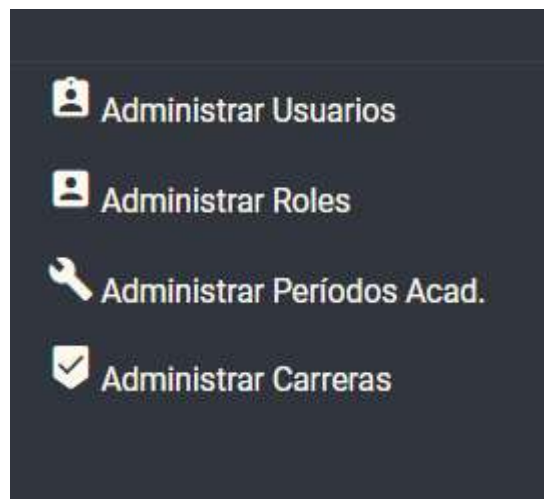 Administrar Usuarios
Administrar Roles
Administrar Períodos Acad.
Administrar Carreras